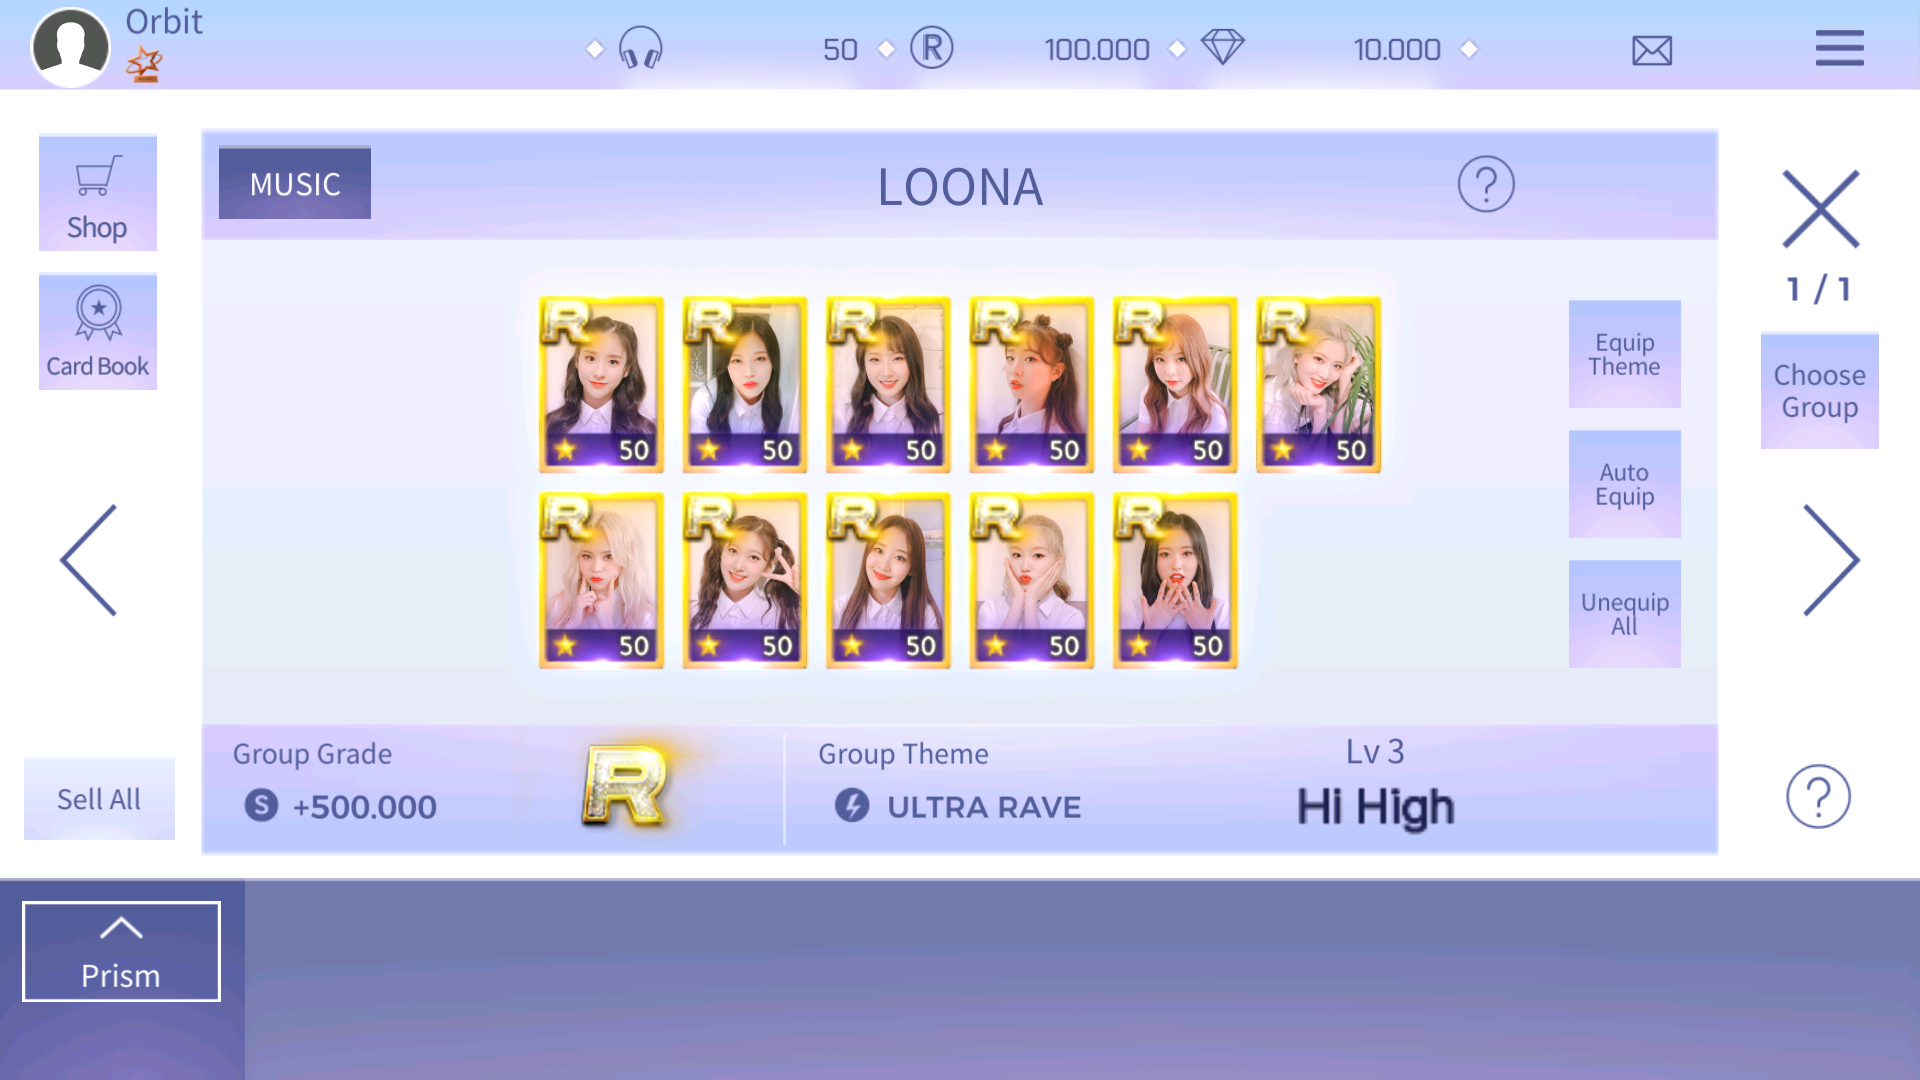 Orbit
50
R
100.000
10.000
Shop
Card Book
MUSIC
LOONA
?
1 / 1
Choose
Group
Equip
Theme
Auto
Equip
Unequip
All
R R R R R R
50 50 50 50 50 50
R R R R R
50 50 50 50 50
Sell All
Group Grade
S +500.000
R
Group Theme
ULTRA RAVE
Lv 3
Hi High
?
Prism